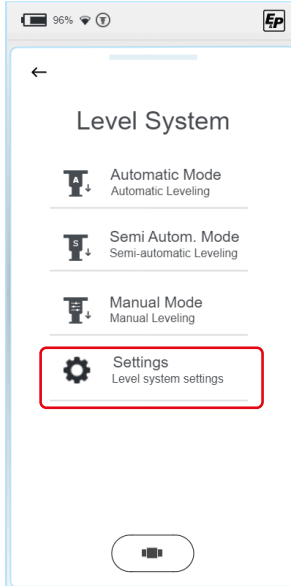 96%
T
EP
Level System
A
Automatic Mode
Automatic Leveling
S
Semi Autom. Mode
Semi-automatic Leveling
Manual Mode
Manual Leveling
Settings
Level system settings